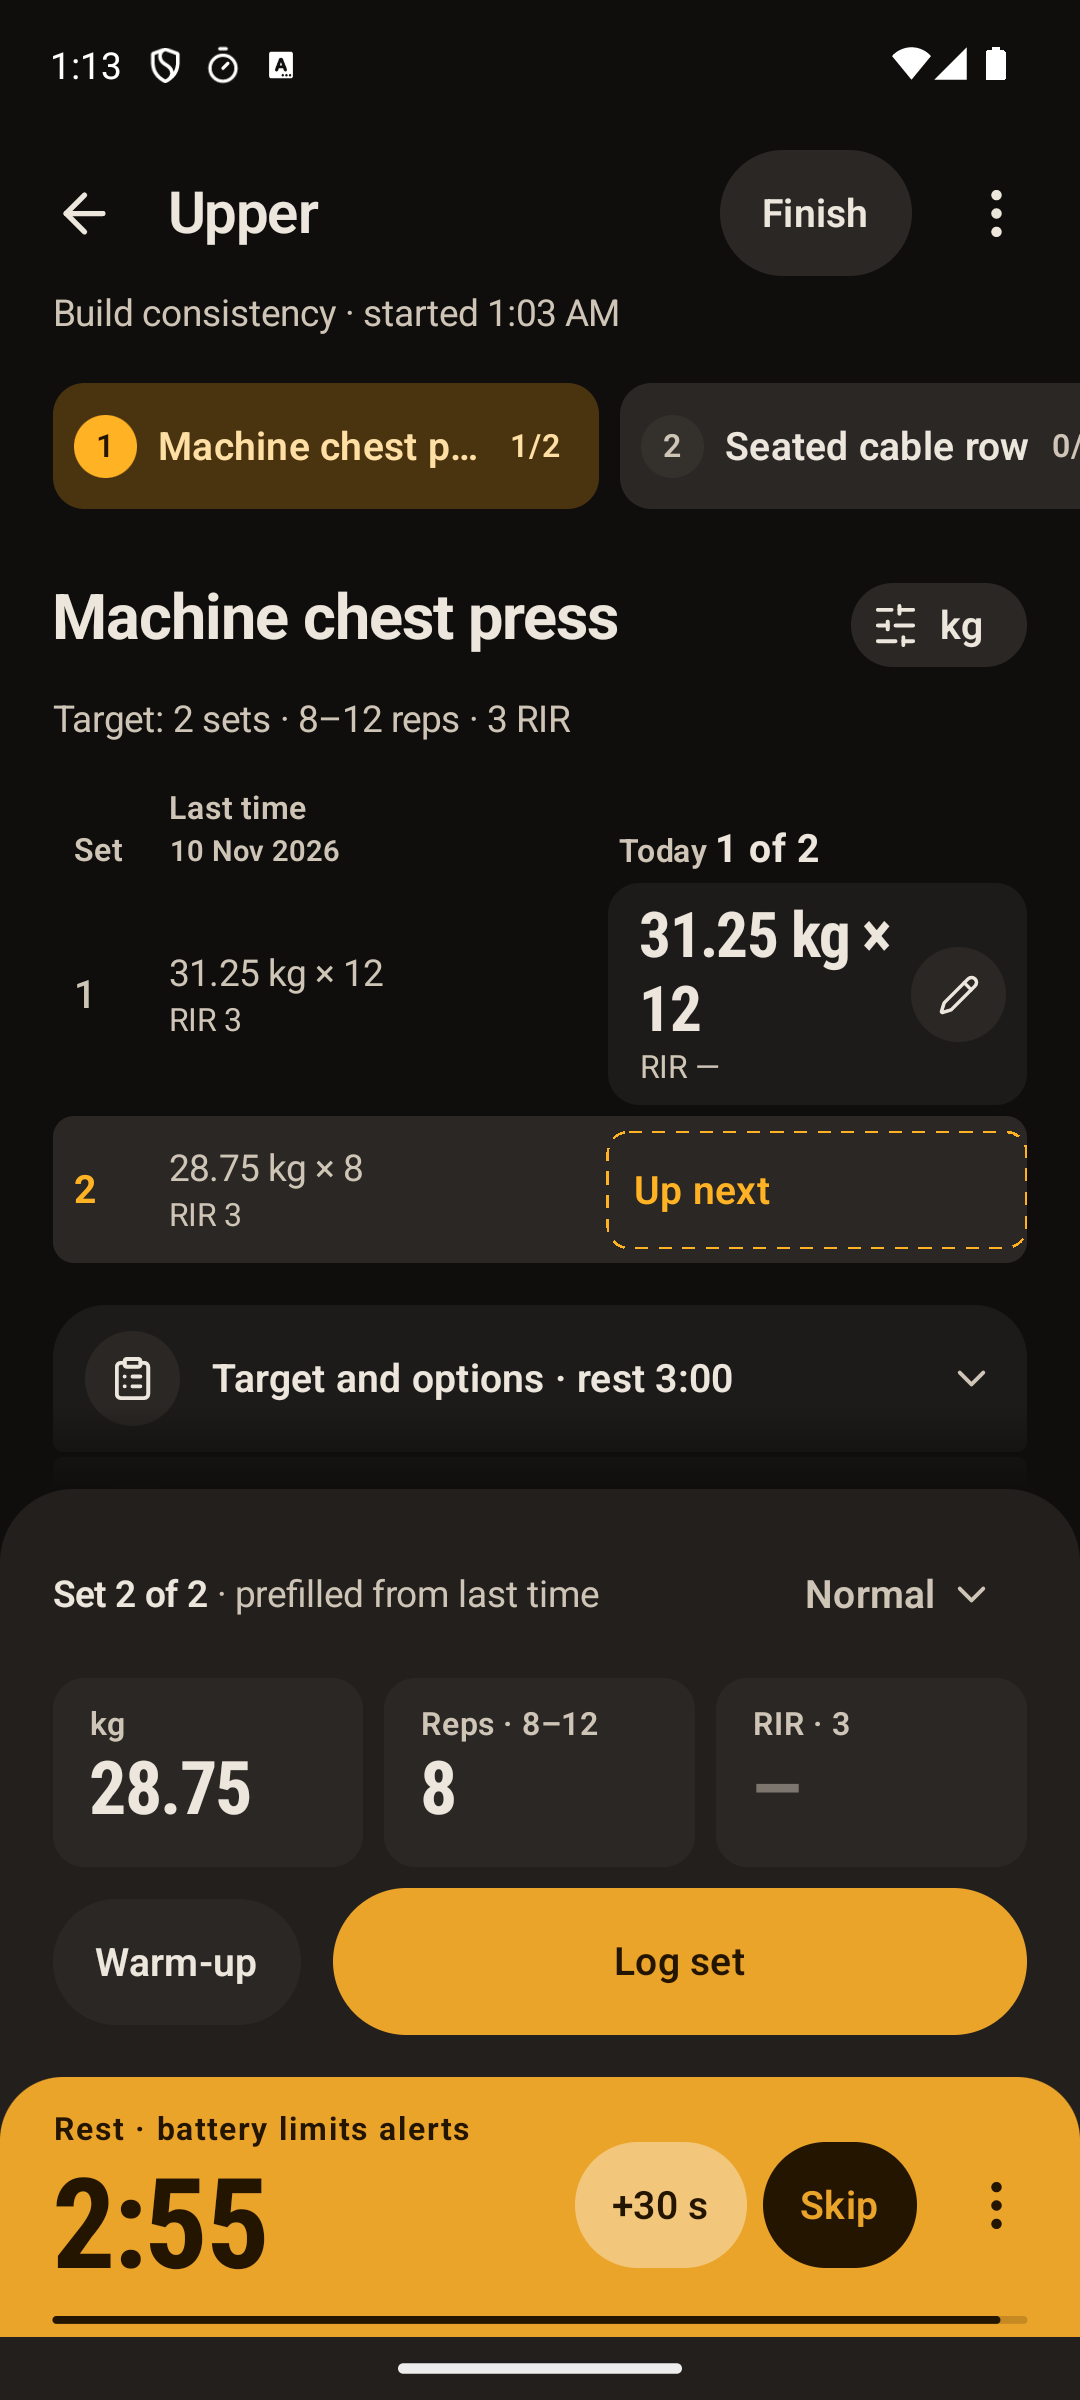 1:13
Upper
Finish
Build consistency · started 1:03 AM
1 Machine chest p... 1/2
2 Seated cable row 0/
Machine chest press
kg
Target: 2 sets · 8–12 reps · 3 RIR
Last time
Set 10 Nov 2026 Today 1 of 2
1 31.25 kg × 12 RIR 3
31.25 kg × 12
RIR —
2 28.75 kg × 8 RIR 3
Up next
Target and options · rest 3:00
Set 2 of 2 · prefilled from last time
Normal
kg
28.75
Reps · 8–12
8
RIR · 3
—
Warm-up
Log set
Rest · battery limits alerts
2:55
+30 s
Skip